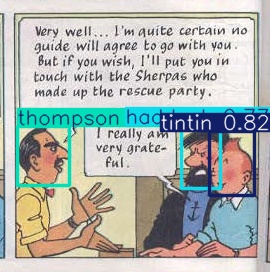 Very well... I'm quite certain no
guide will agree to go with you.
But if you wish, I'll put you in
touch with the Sherpas who
made up the rescue party.
thompson had
tintin 0.82
I really am
very grate-
ful.